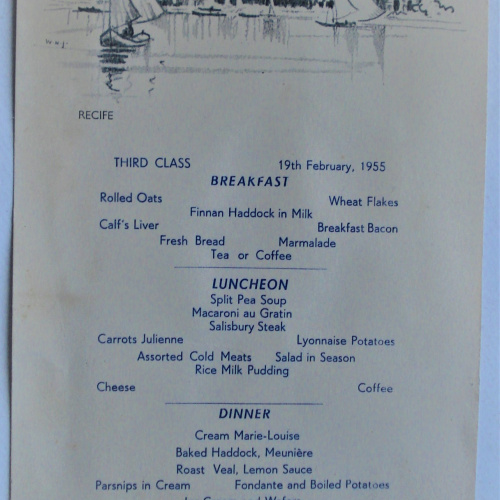 RECIFE
THIRD CLASS 19th February, 1955
BREAKFAST
Rolled Oats Wheat Flakes
Finnan Haddock in Milk
Calf's Liver Breakfast Bacon
Fresh Bread Marmalade
Tea or Coffee
LUNCHEON
Split Pea Soup
Macaroni au Gratin
Salisbury Steak
Carrots Julienne Lyonnaise Potatoes
Assorted Cold Meats Salad in Season
Rice Milk Pudding
Cheese Coffee
DINNER
Cream Marie-Louise
Baked Haddock, Meunière
Roast Veal, Lemon Sauce
Parsnips in Cream Fondante and Boiled Potatoes